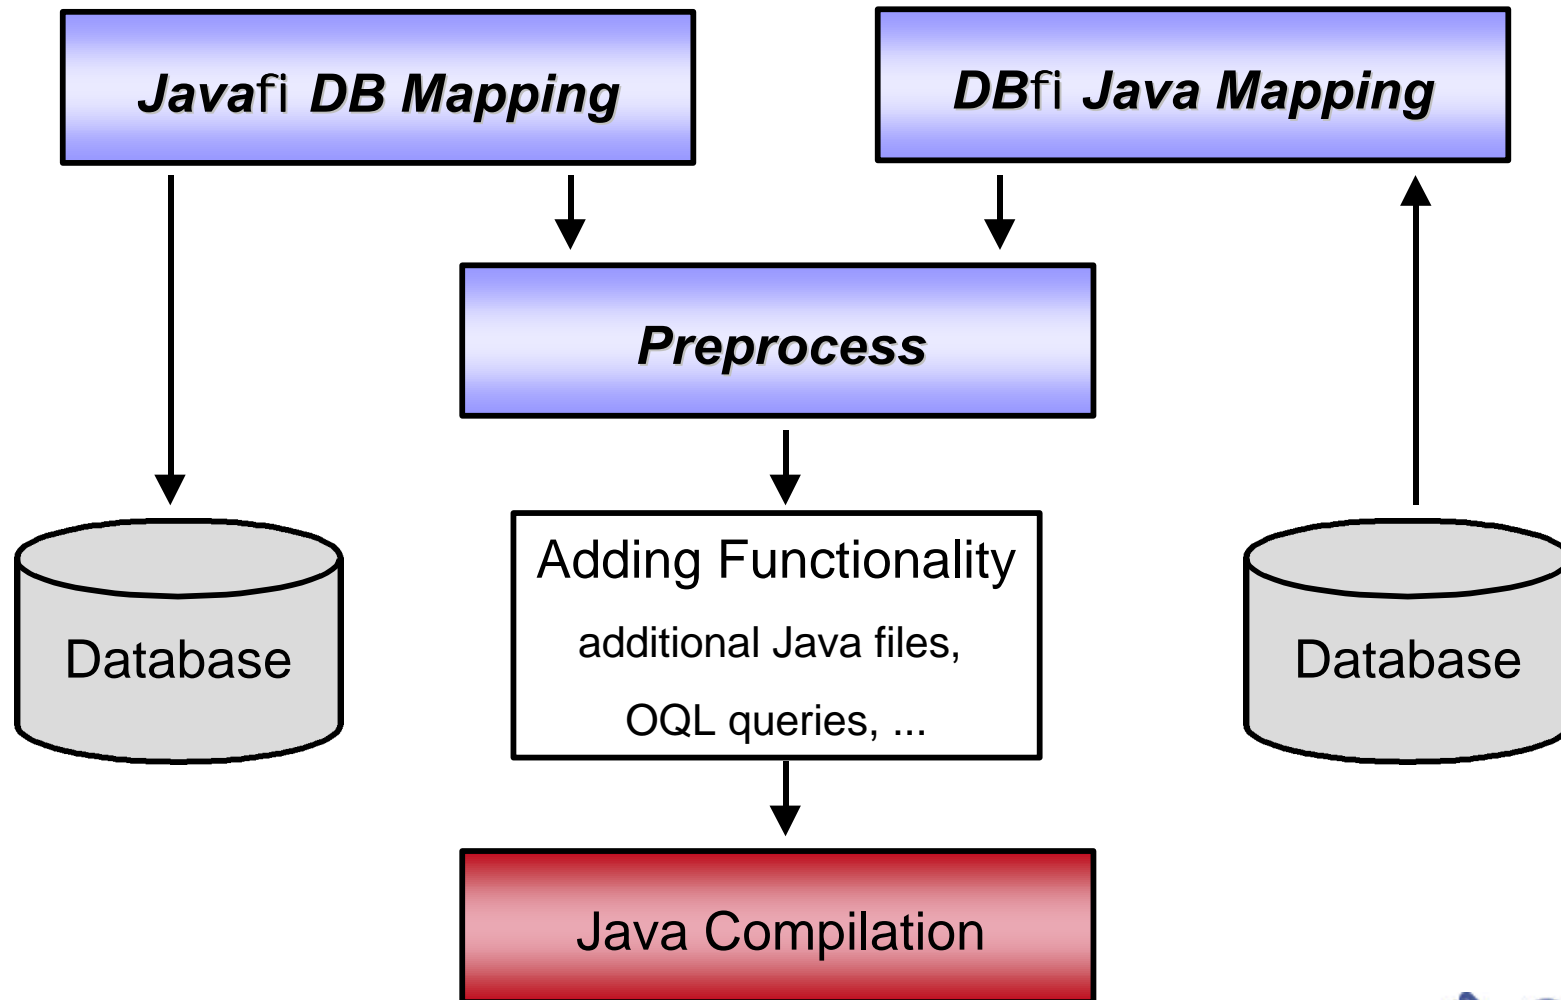 Javafi DB Mapping
DBfi Java Mapping
Preprocess
Adding Functionality
additional Java files,
OQL queries, ...
Database
Database
Java Compilation